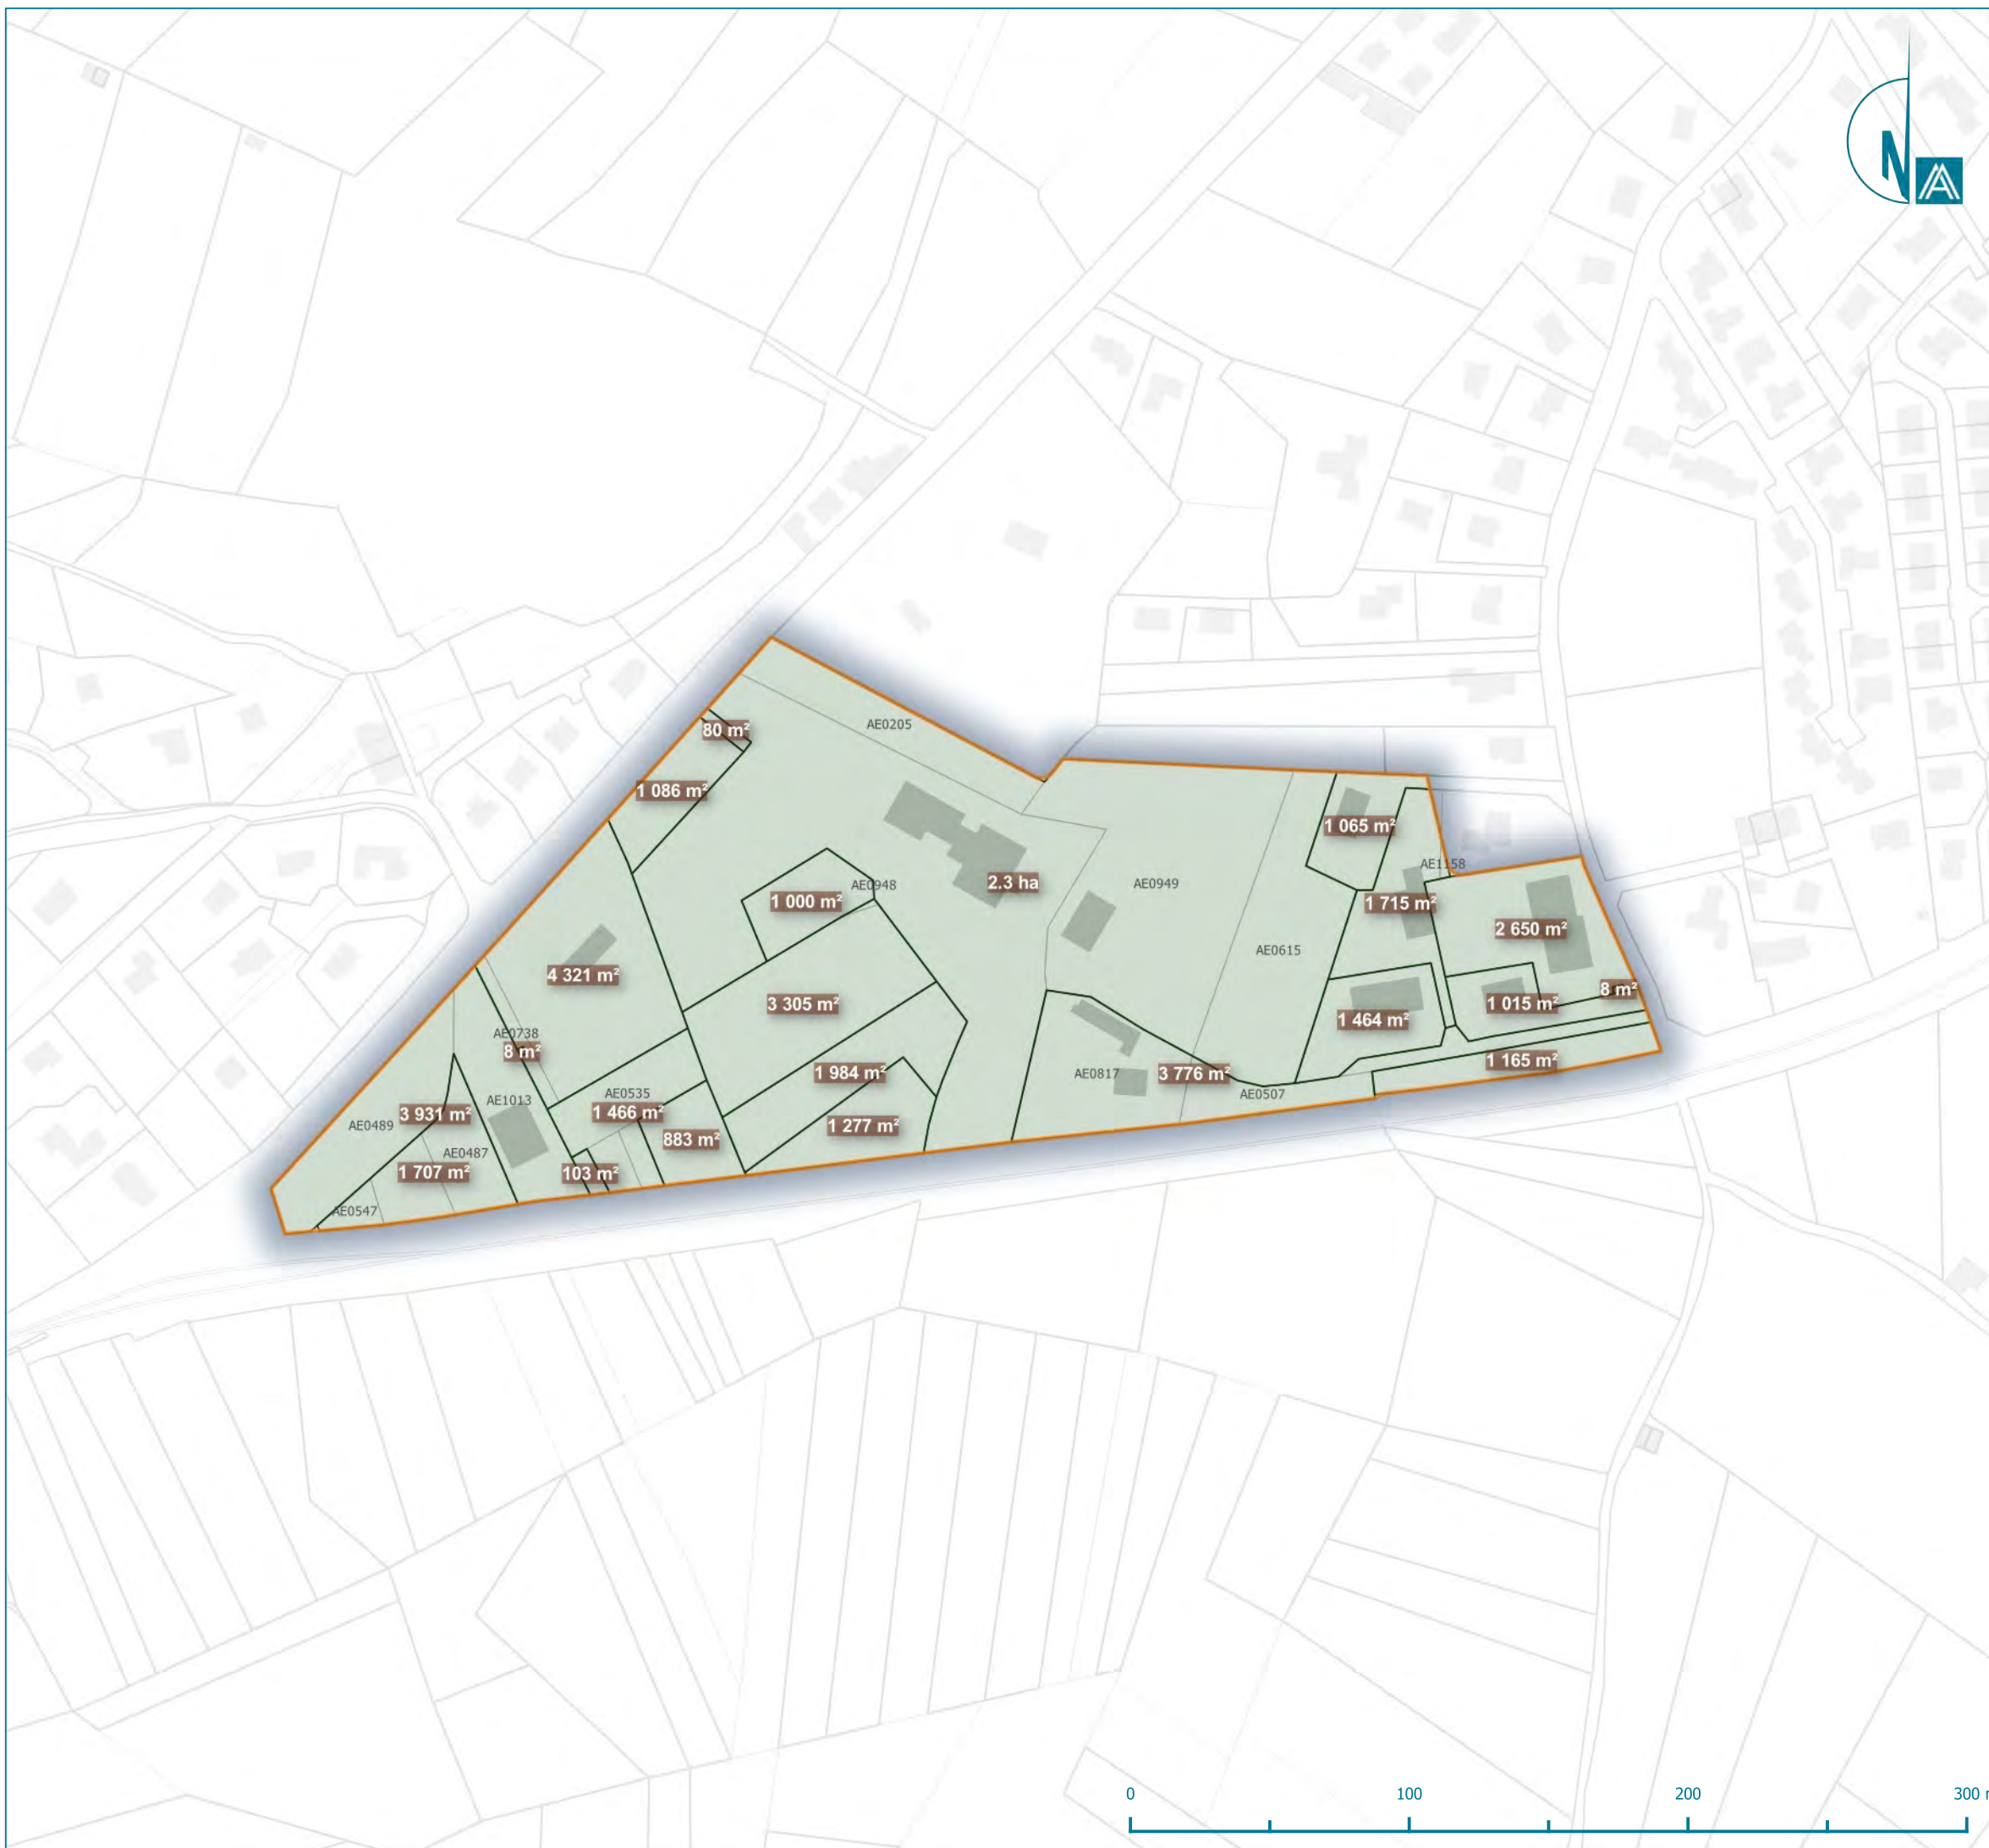 N
AE0205
80 m²
1 086 m²
1 065 m²
AE1158
2.3 ha
AE0949
AE0948
1 000 m²
1 715 m²
2 650 m²
AE0615
4 321 m²
8 m²
3 305 m²
1 015 m²
1 464 m²
AE0738
8 m²
1 165 m²
1 984 m²
AE0817
3 776 m²
AE0535
AE0507
AE1013
1 466 m²
3 931 m²
AE0489
1 277 m²
883 m²
AE0487
1 707 m²
103 m²
AE0547
0 100 200 300 m